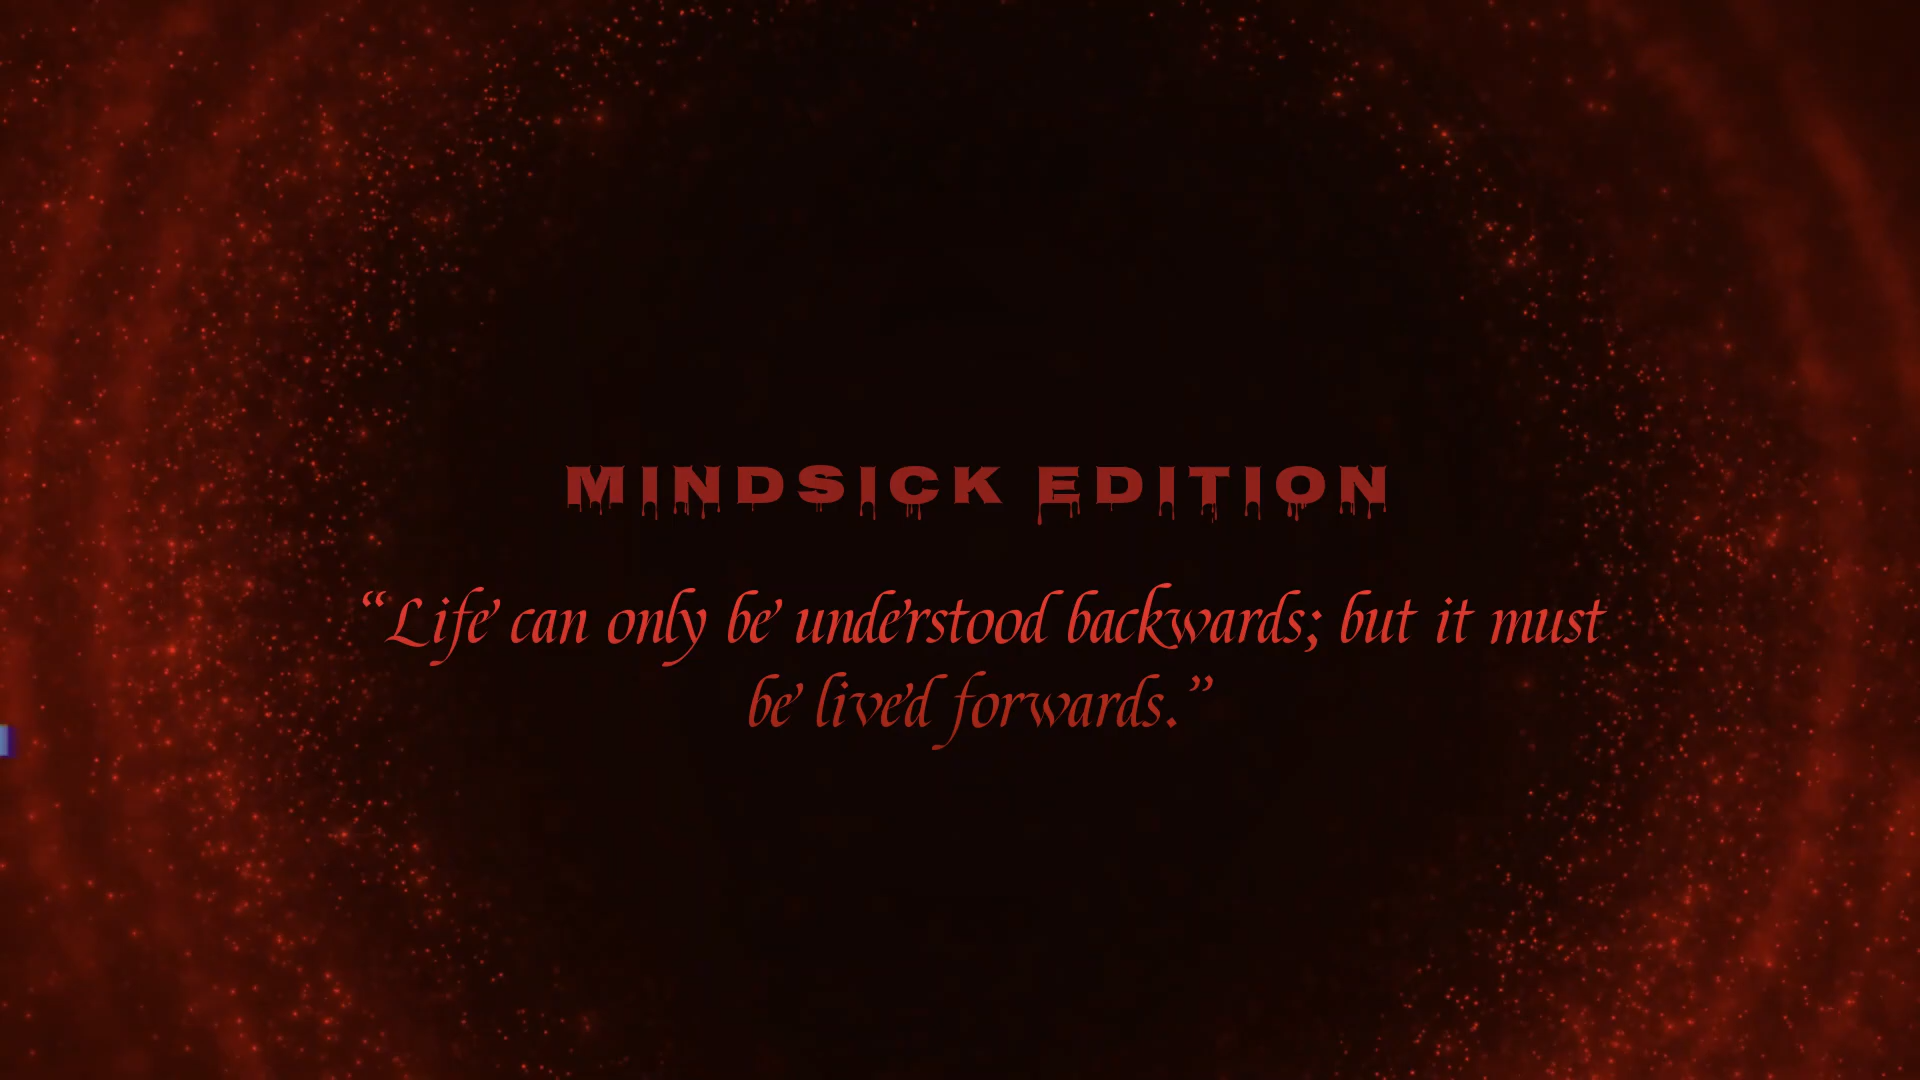 MINDSICK EDITION
“Life can only be understood backwards; but it must
be lived forwards.”